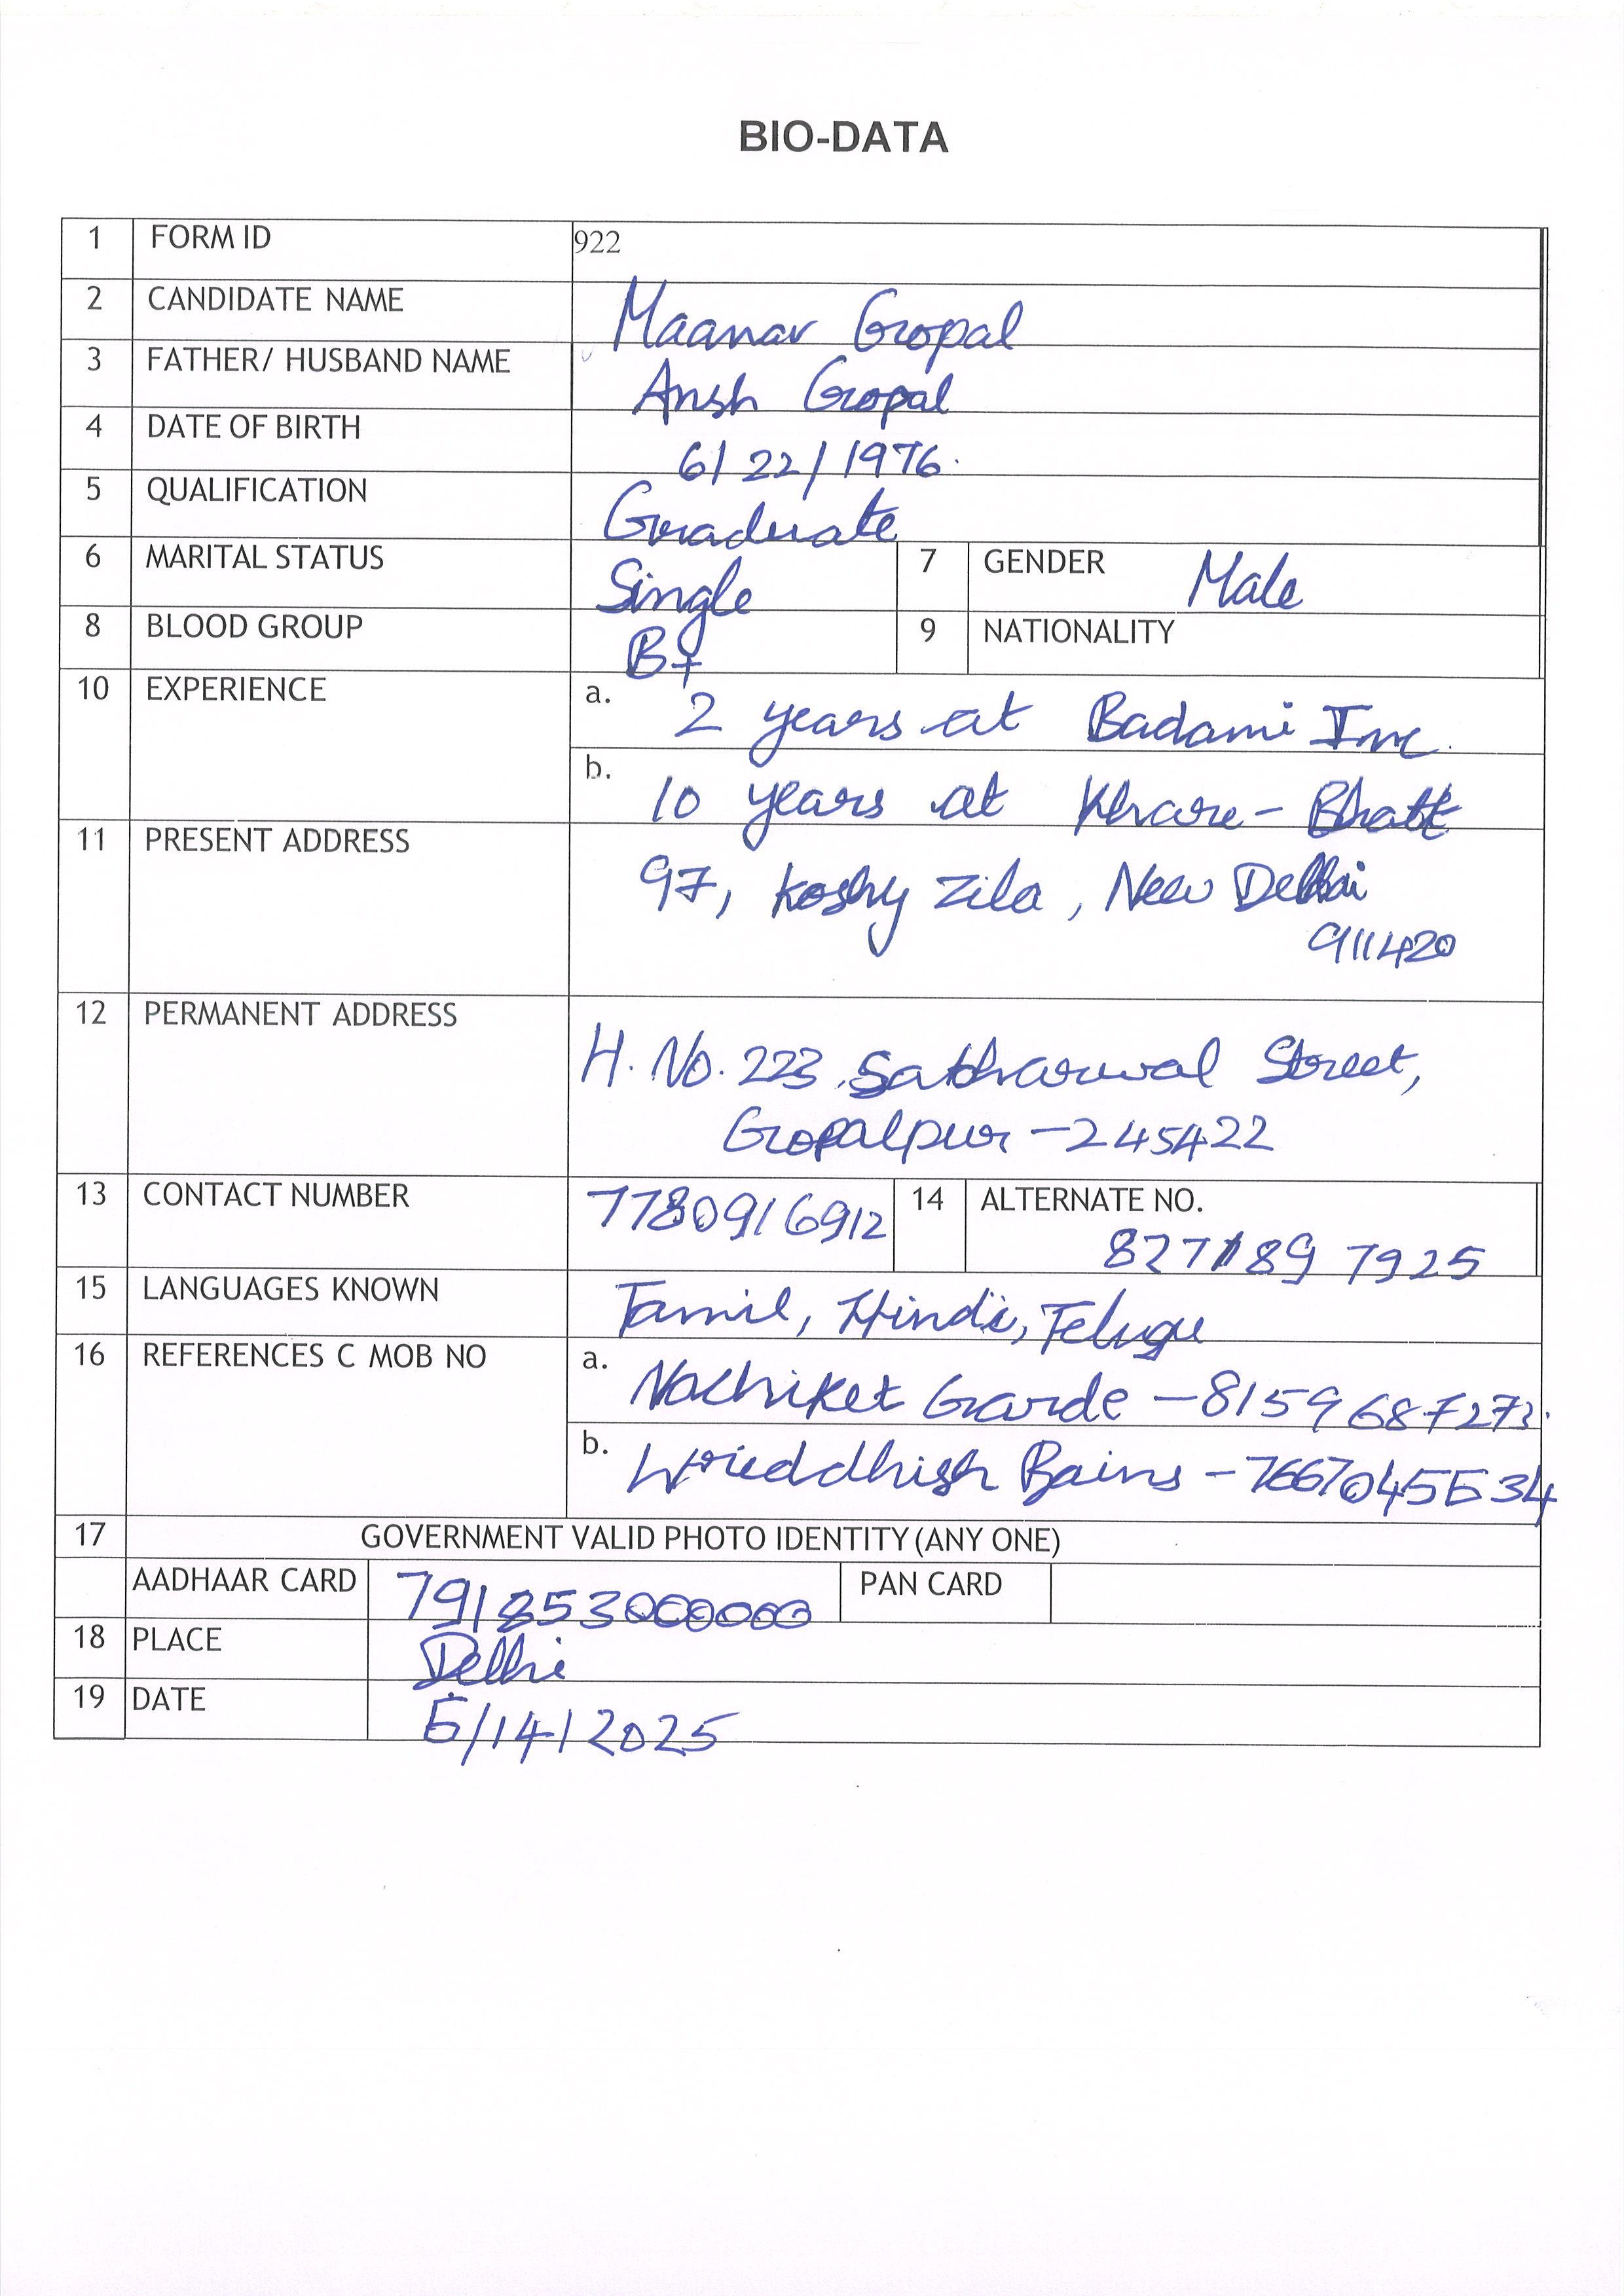 BIO-DATA
1 FORM ID 922
2 CANDIDATE NAME Maanav Gopal
3 FATHER/ HUSBAND NAME Ansh Gopal
4 DATE OF BIRTH 6/22/1976.
5 QUALIFICATION Graduate
6 MARITAL STATUS Single 7 GENDER Male
8 BLOOD GROUP B+ 9 NATIONALITY
10 EXPERIENCE a. 2 years at Badami Inc.
b. 10 years at Khare-Bhatt
11 PRESENT ADDRESS 97, Koshy Zila, New Delhi
911420
12 PERMANENT ADDRESS H. No. 223, Sabharwal Street,
Gopalpur -245422
13 CONTACT NUMBER 7780916912 14 ALTERNATE NO.
8271897925
15 LANGUAGES KNOWN Tamil, Hindi, Telugu
16 REFERENCES C MOB NO a. Nachiket Garde -8159687273.
b. Wriddhish Bains -7667045534
17 GOVERNMENT VALID PHOTO IDENTITY (ANY ONE)
AADHAAR CARD 791853000000 PAN CARD
18 PLACE Delhi
19 DATE 6/14/2025